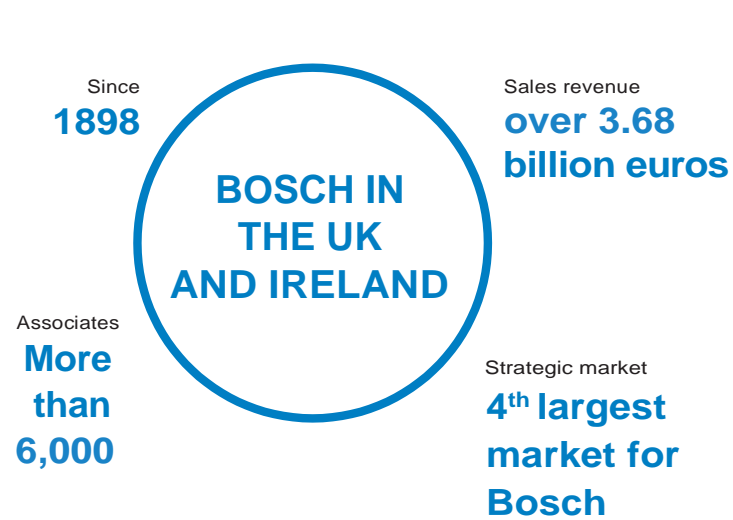 Since
1898
Sales revenue
over 3.68
billion euros
BOSCH IN
THE UK
AND IRELAND
Associates
More
than
6,000
Strategic market
4th largest
market for
Bosch